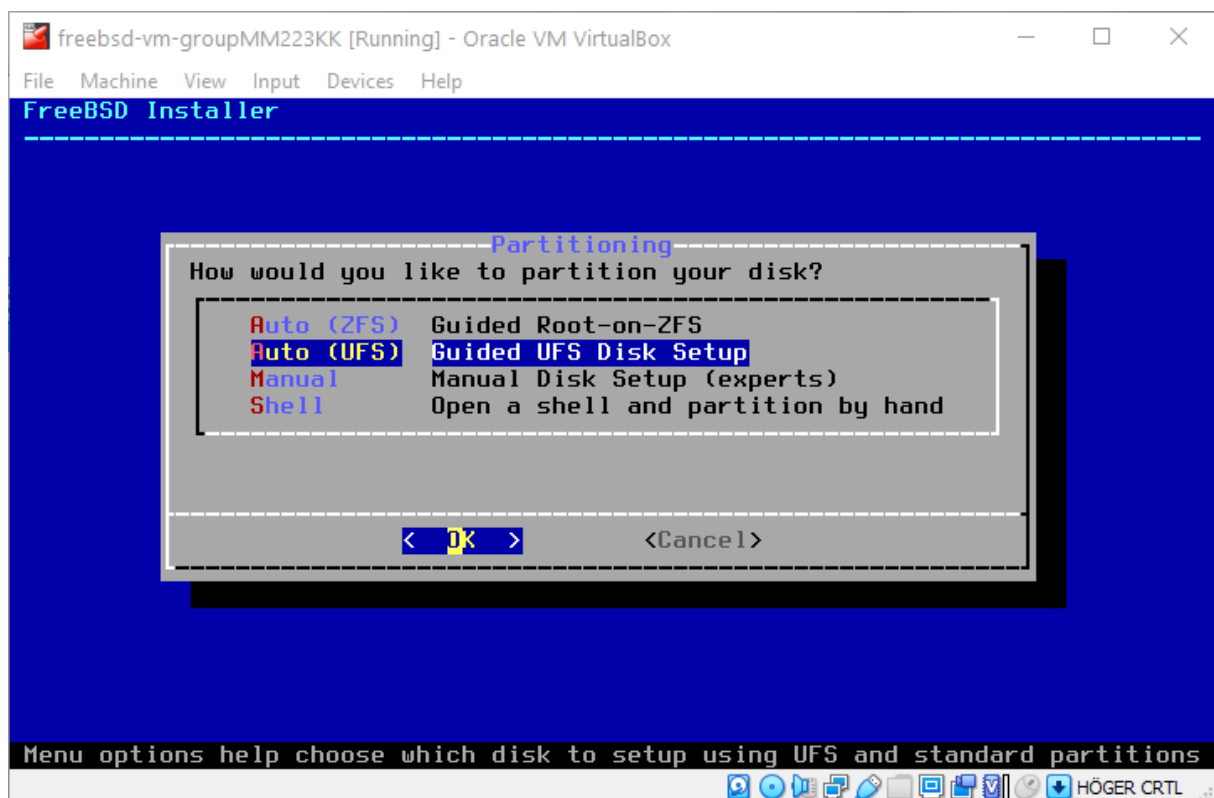 freebsd-vm-groupMM223KK [Running] - Oracle VM VirtualBox
File Machine View Input Devices Help
FreeBSD Installer
Partitioning
How would you like to partition your disk?
Auto (ZFS) Guided Root-on-ZFS
Auto (UFS) Guided UFS Disk Setup
Manual Manual Disk Setup (experts)
Shell Open a shell and partition by hand
< OK > <Cancel>
Menu options help choose which disk to setup using UFS and standard partitions
HÖGER CRTL